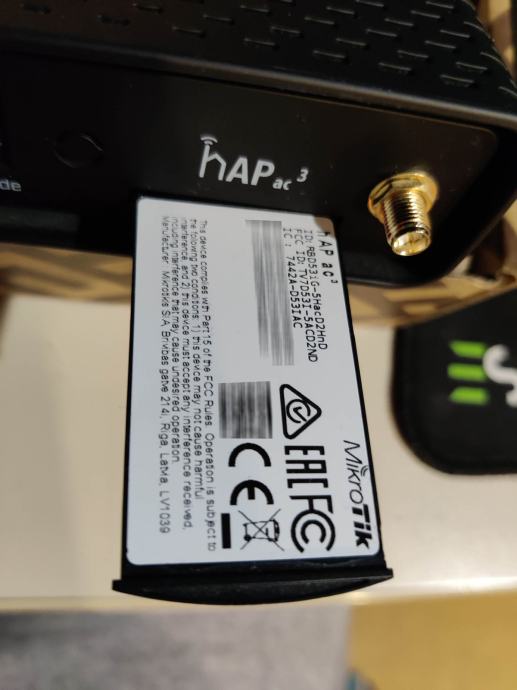 de
hAP ac³
hAP ac³
ID: RBD53iG-5HacD2HnD
FCC ID: TV7D53I-5ACD2ND
IC : 7442A-D53IAC
MikroTik
EAC FC
CE
This device complies with Part 15 of the FCC Rules. Operation is subject to
the following two conditions: 1) this device may not cause harmful
interference, and 2) this device must accept any interference received,
including interference that may cause undesired operation.
Manufacturer: Mikrotikls SIA, Brivibas gatve 214i, Riga, Latvia, LV1039